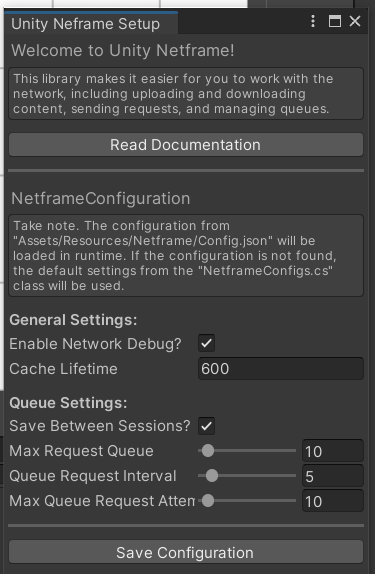 Unity Neframe Setup
Welcome to Unity Netframe!
This library makes it easier for you to work with the
network, including uploading and downloading
content, sending requests, and managing queues.
Read Documentation
NetframeConfiguration
Take note. The configuration from
"Assets/Resources/Netframe/Config.json" will be
loaded in runtime. If the configuration is not found,
the default settings from the "NetframeConfigs.cs"
class will be used.
General Settings:
Enable Network Debug?
Cache Lifetime 600
Queue Settings:
Save Between Sessions?
Max Request Queue 10
Queue Request Interval 5
Max Queue Request Atten 10
Save Configuration